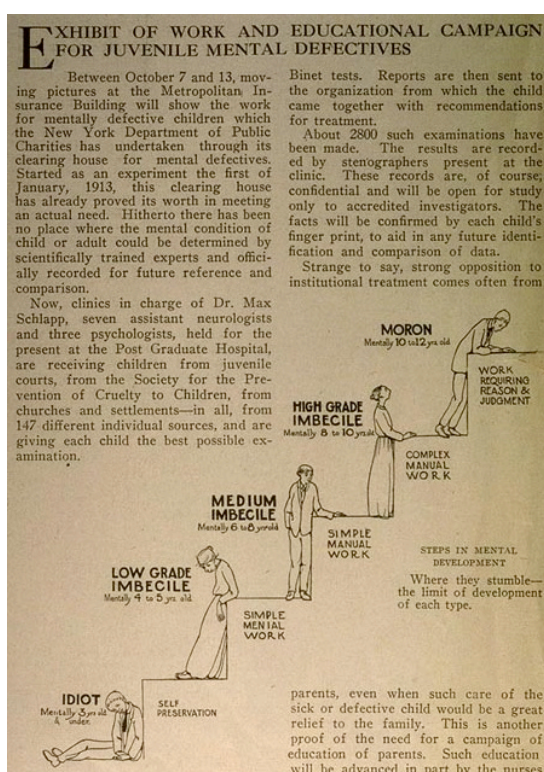 EXHIBIT OF WORK AND EDUCATIONAL CAMPAIGN
FOR JUVENILE MENTAL DEFECTIVES
Between October 7 and 13, mov-
ing pictures at the Metropolitan In-
surance Building will show the work
for mentally defective children which
the New York Department of Public
Charities has undertaken through its
clearing house for mental defectives.
Started as an experiment the first of
January, 1913, this clearing house
has already proved its worth in meeting
an actual need. Hitherto there has been
no place where the mental condition of
child or adult could be determined by
scientifically trained experts and offici-
ally recorded for future reference and
comparison.
Now, clinics in charge of Dr. Max
Schlapp, seven assistant neurologists
and three psychologists, held for the
present at the Post Graduate Hospital,
are receiving children from juvenile
courts, from the Society for the Pre-
vention of Cruelty to Children, from
churches and settlements—in all, from
147 different individual sources, and are
giving each child the best possible ex-
amination.
Binet tests. Reports are then sent to
the organization from which the child
came together with recommendations
for treatment.
About 2800 such examinations have
been made. The results are record-
ed by stenographers present at the
clinic. These records are, of course,
confidential and will be open for study
only to accredited investigators. The
facts will be confirmed by each child's
finger print, to aid in any future identi-
fication and comparison of data.
Strange to say, strong opposition to
institutional treatment comes often from
MORON
Mentally 10 to 12 yrs old
WORK
REQUIRING
REASON &
JUDGMENT
HIGH GRADE
IMBECILE
Mentally 8 to 10 yrs old
COMPLEX
MANUAL
WORK
MEDIUM
IMBECILE
Mentally 6 to 8 yrs old
SIMPLE
MANUAL
WORK
LOW GRADE
IMBECILE
Mentally 4 to 5 yrs old
SIMPLE
MENIAL
WORK
IDIOT
Mentally 3 yrs old
& under.
SELF
PRESERVATION
STEPS IN MENTAL
DEVELOPMENT
Where they stumble—
the limit of development
of each type.
parents, even when such care of the
sick or defective child would be a great
relief to the family. This is another
proof of the need for a campaign of
education of parents. Such education
will be advanced in part by the nurses